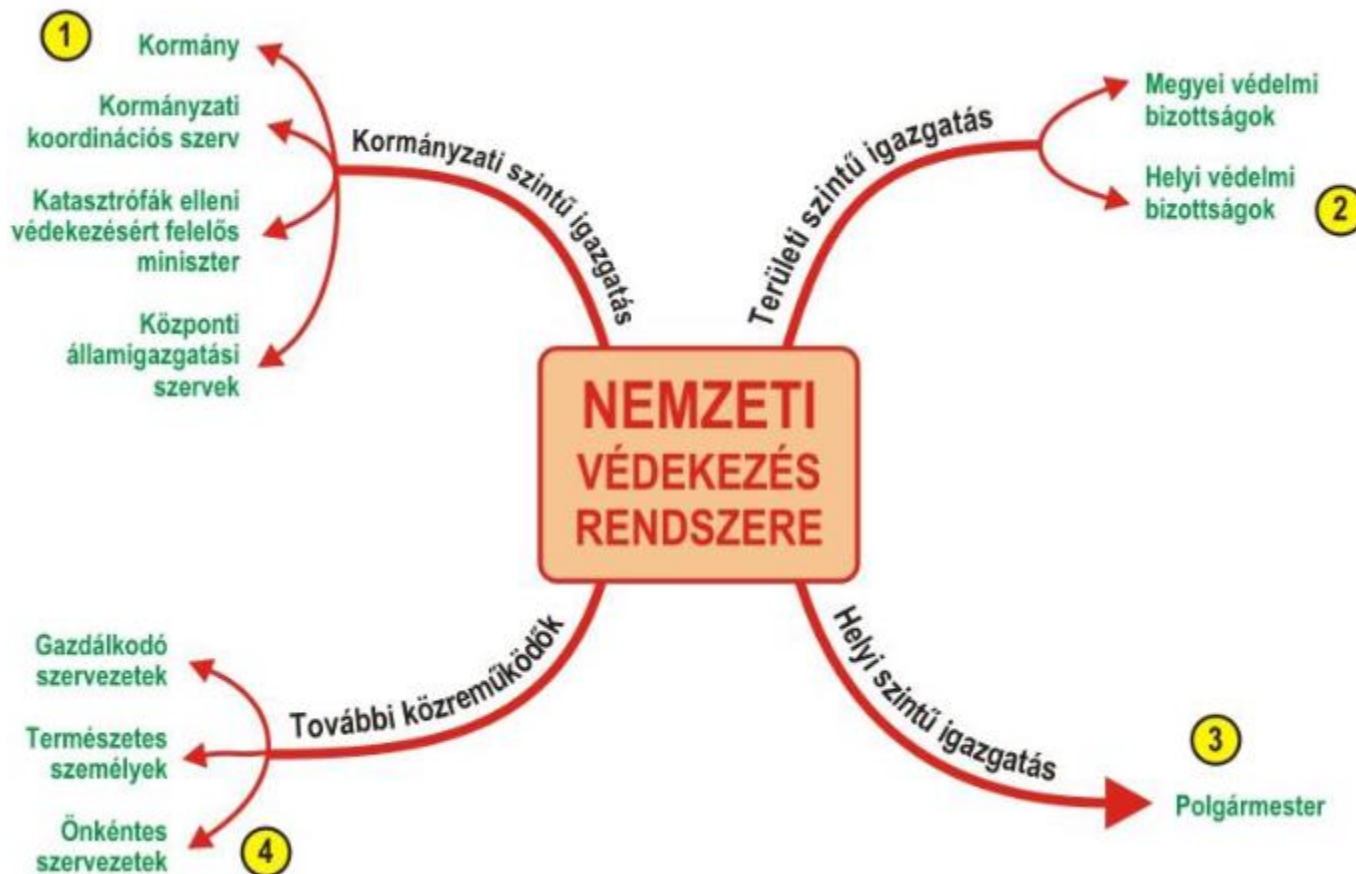 1
Kormány
Kormányzati
koordinációs szerv
Katasztrófák elleni
védekezésért felelős
miniszter
Központi
államigazgatási
szervek
Kormányzati szintű igazgatás
Területi szintű igazgatás
Megyei védelmi
bizottságok
Helyi védelmi
bizottságok
2
NEMZETI
VÉDEKEZÉS
RENDSZERE
További közreműködők
Gazdálkodó
szervezetek
Természetes
személyek
Önkéntes
szervezetek
4
Helyi szintű igazgatás
3
Polgármester